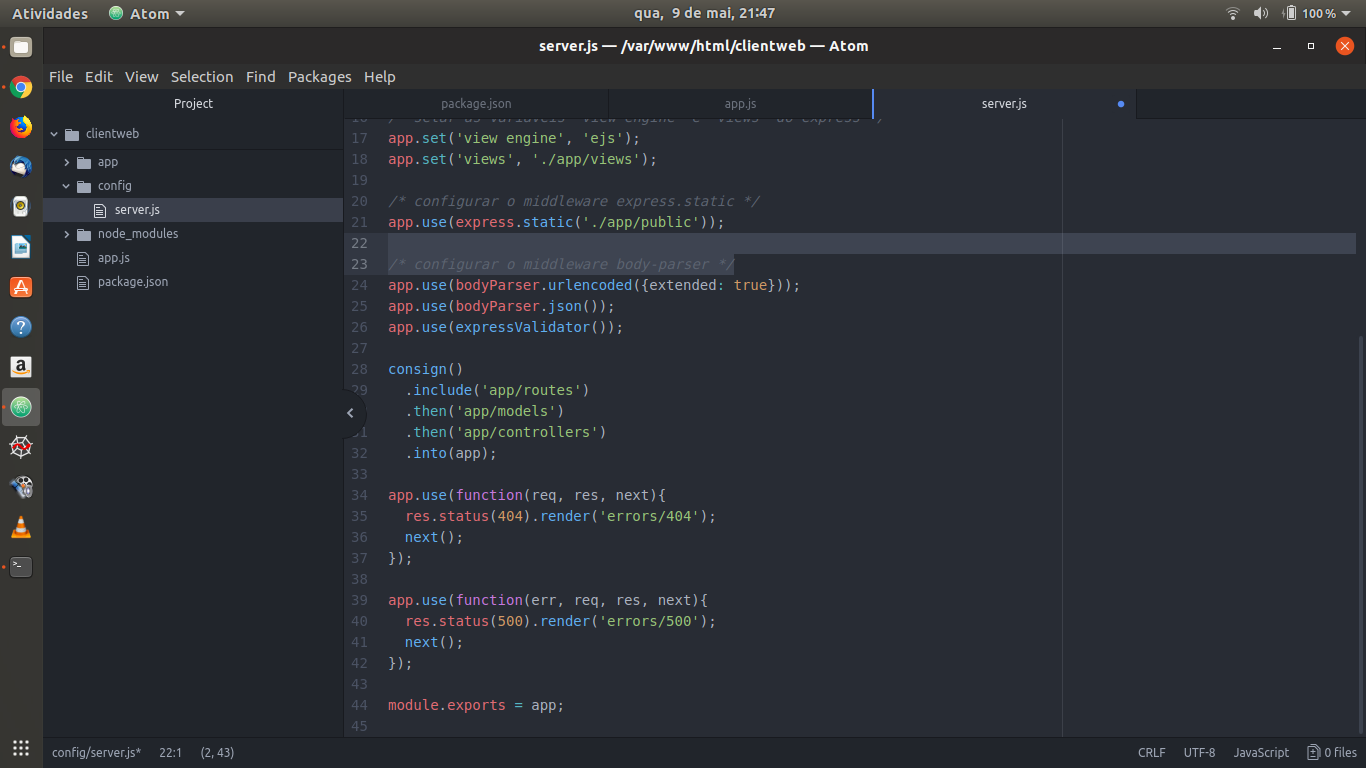 Atividades Atom qua, 9 de mai, 21:47 100 %
server.js — /var/www/html/clientweb — Atom
File Edit View Selection Find Packages Help
Project
clientweb
app
config
server.js
node_modules
app.js
package.json
package.json app.js server.js
17 app.set('view engine', 'ejs');
18 app.set('views', './app/views');
19
20 /* configurar o middleware express.static */
21 app.use(express.static('./app/public'));
22
23 /* configurar o middleware body-parser */
24 app.use(bodyParser.urlencoded({extended: true}));
25 app.use(bodyParser.json());
26 app.use(expressValidator());
27
28 consign()
29 .include('app/routes')
.then('app/models')
31 .then('app/controllers')
32 .into(app);
33
34 app.use(function(req, res, next){
35 res.status(404).render('errors/404');
36 next();
37 });
38
39 app.use(function(err, req, res, next){
40 res.status(500).render('errors/500');
41 next();
42 });
43
44 module.exports = app;
45
config/server.js* 22:1 (2, 43) CRLF UTF-8 JavaScript 0 files